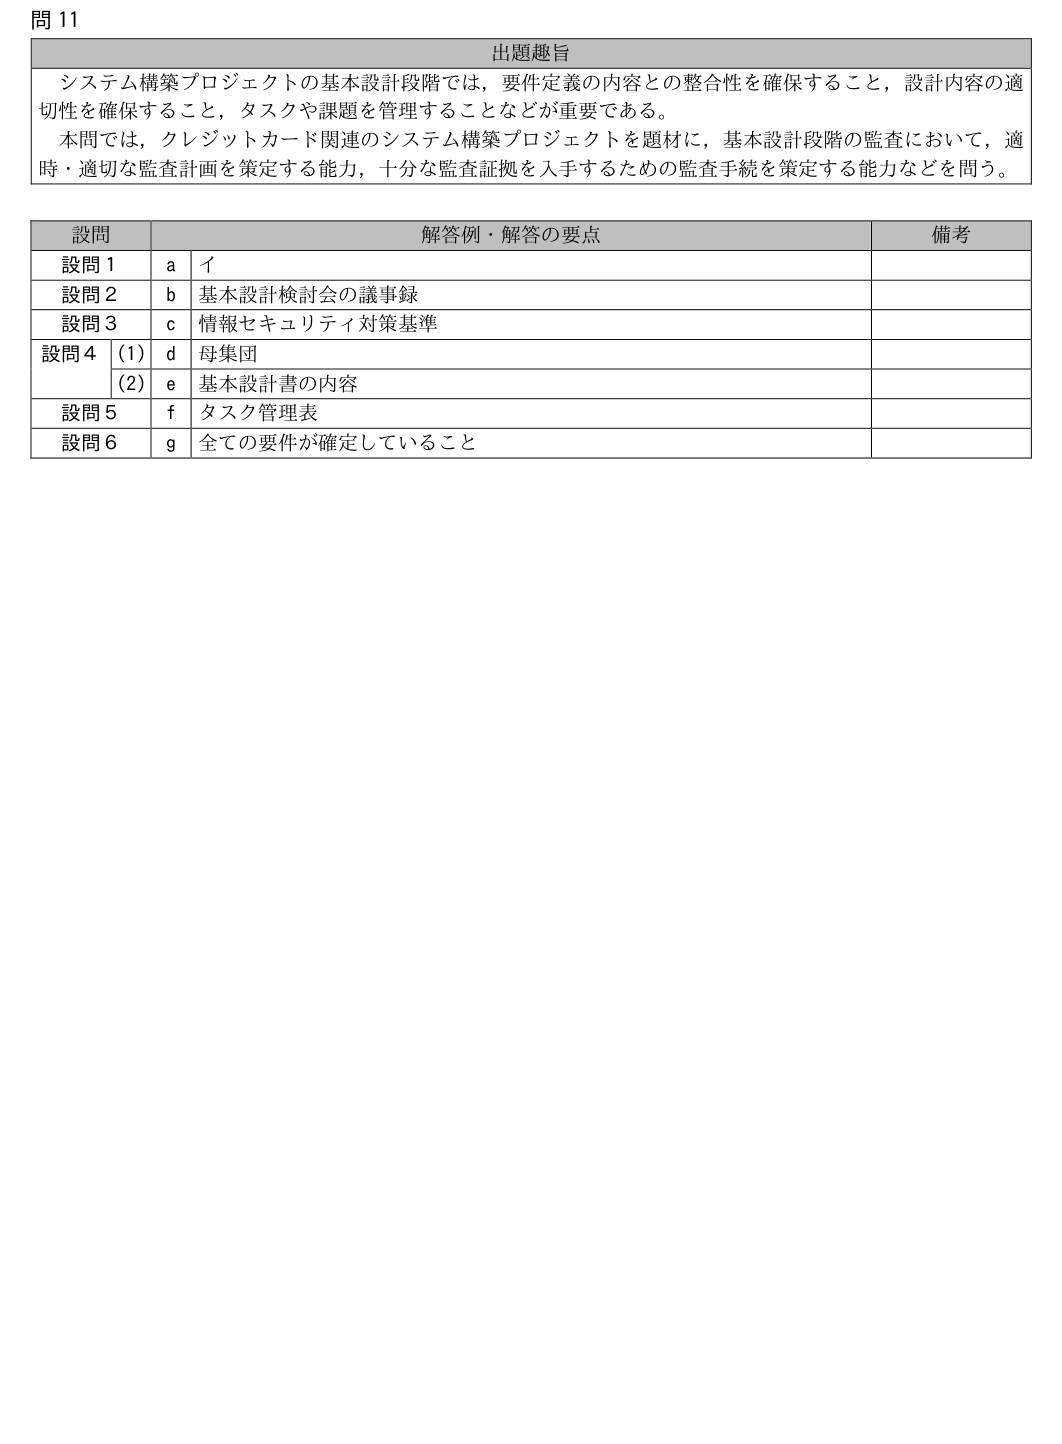 問 11
出題趣旨
システム構築プロジェクトの基本設計段階では，要件定義の内容との整合性を確保すること，設計内容の適
切性を確保すること，タスクや課題を管理することなどが重要である。
本問では，クレジットカード関連のシステム構築プロジェクトを題材に，基本設計段階の監査において，適
時・適切な監査計画を策定する能力，十分な監査証拠を入手するための監査手続を策定する能力などを問う。
設問 解答例・解答の要点 備考
設問１ a イ
設問２ b 基本設計検討会の議事録
設問３ c 情報セキュリティ対策基準
設問４ (1) d 母集団
(2) e 基本設計書の内容
設問５ f タスク管理表
設問６ g 全ての要件が確定していること